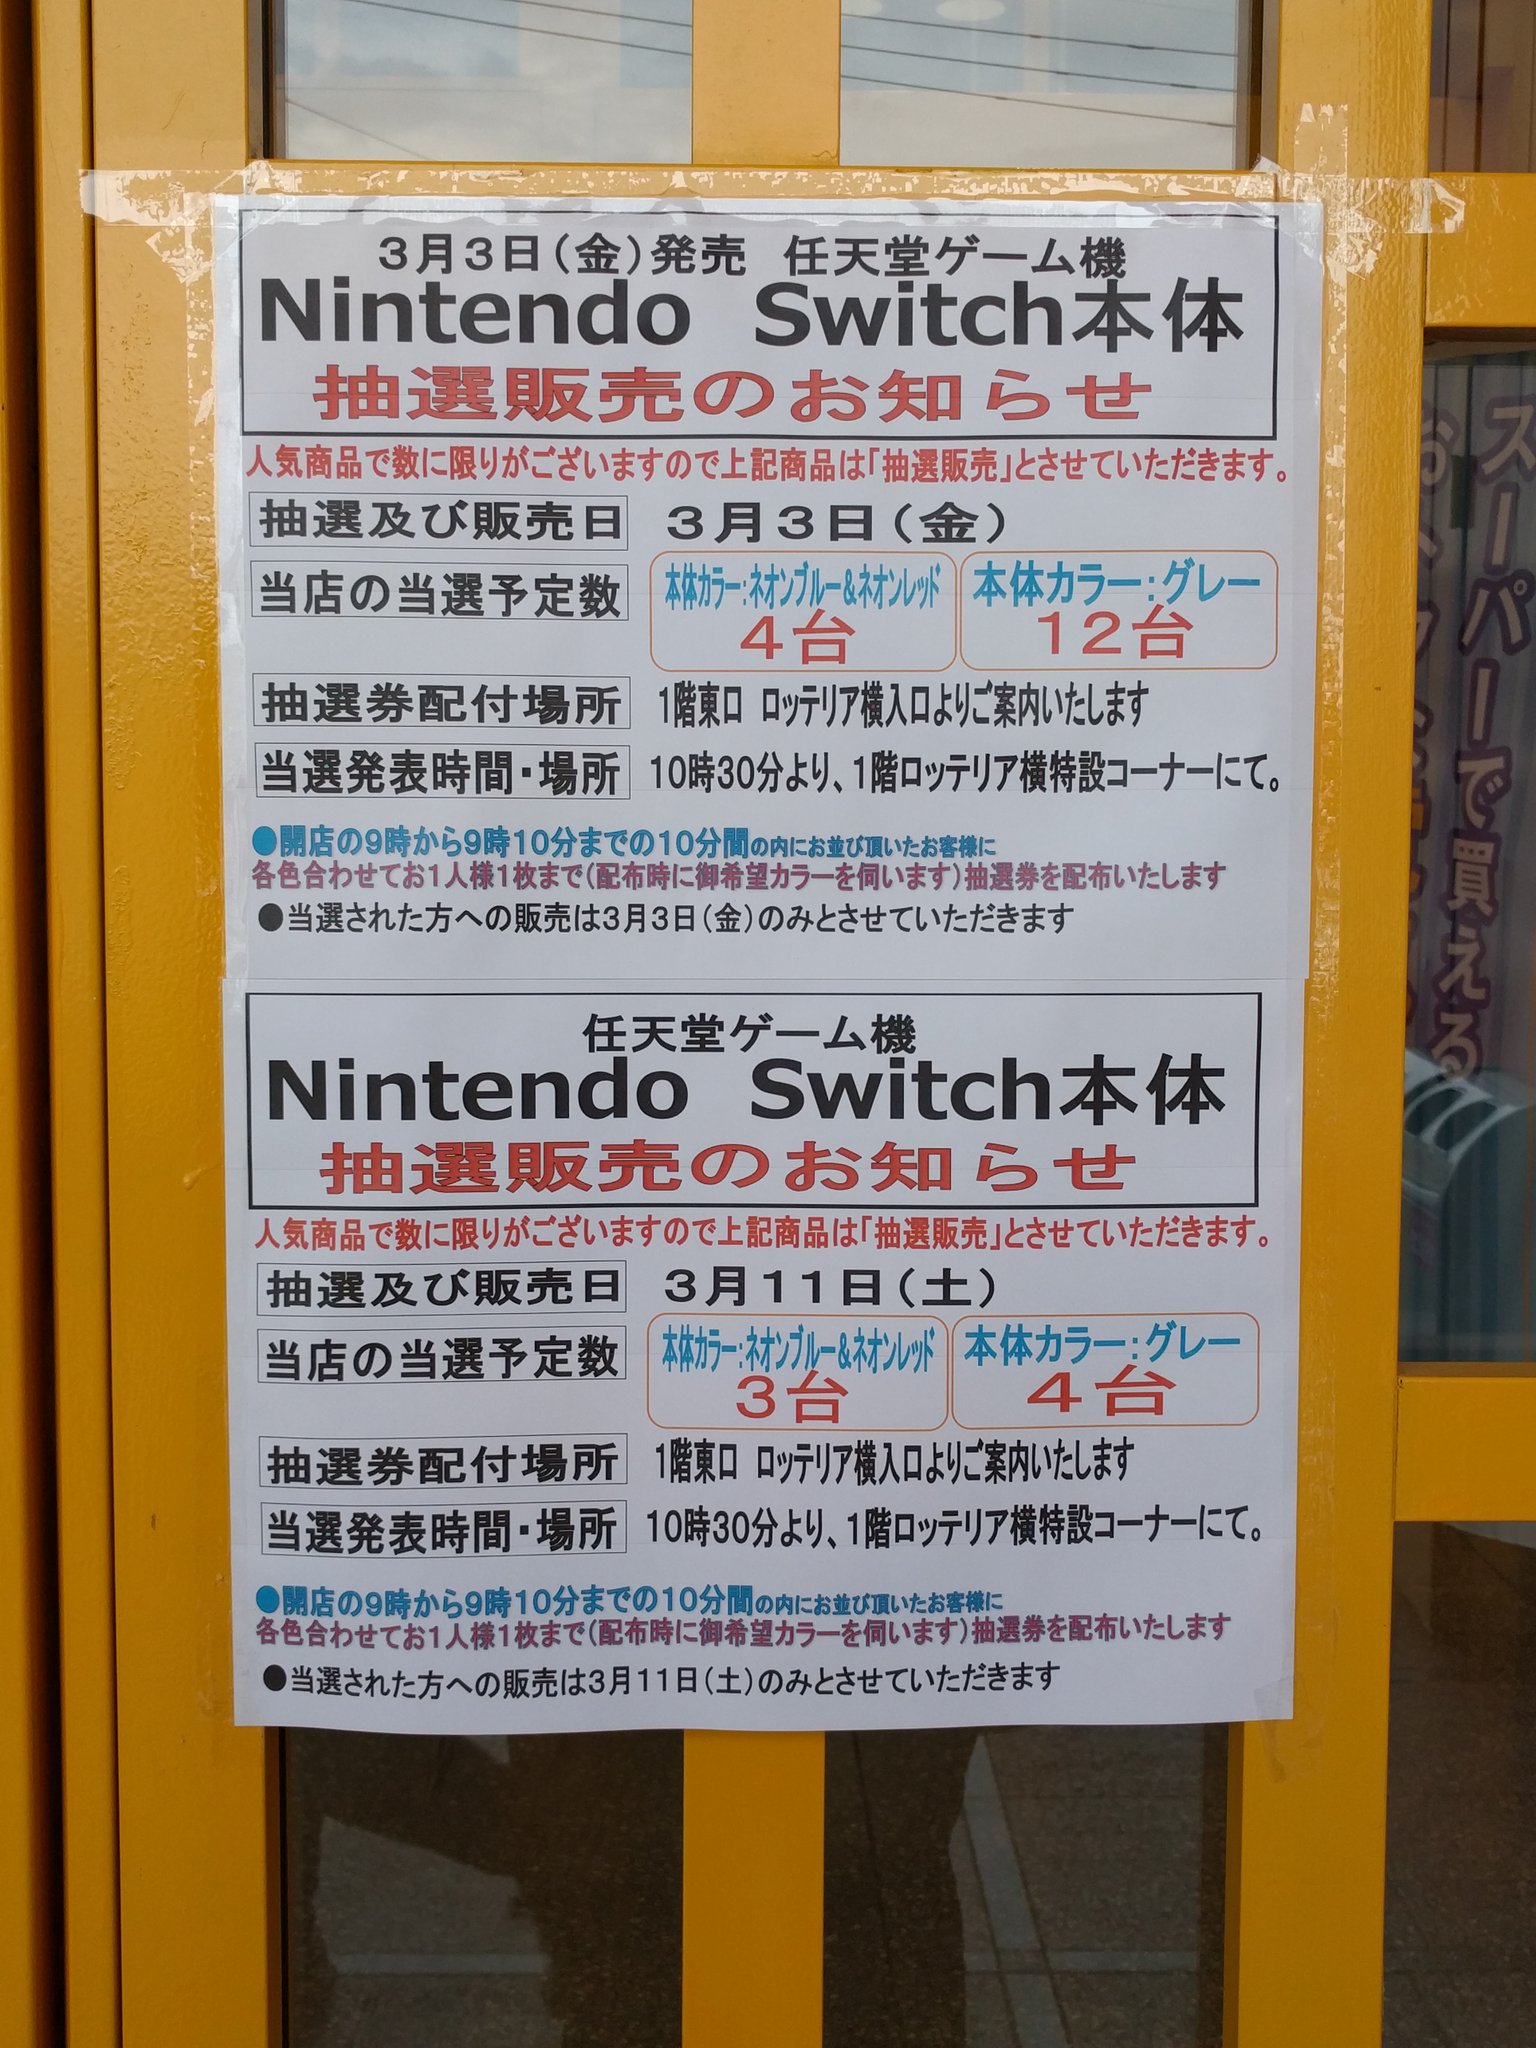 3月3日(金)発売 任天堂ゲーム機
Nintendo Switch本体
抽選販売のお知らせ
人気商品で数に限りがございますので上記商品は「抽選販売」とさせていただきます。
抽選及び販売日 3月3日(金)
当店の当選予定数 本体カラー:ネオンブルー&ネオンレッド 本体カラー:グレー
4台 12台
抽選券配付場所 1階東口 ロッテリア横入口よりご案内いたします
当選発表時間・場所 10時30分より、1階ロッテリア横特設コーナーにて。
●開店の9時から9時10分までの10分間の内にお並び頂いたお客様に
各色合わせてお1人様1枚まで(配布時に御希望カラーを伺います)抽選券を配布いたします
●当選された方への販売は3月3日(金)のみとさせていただきます
任天堂ゲーム機
Nintendo Switch本体
抽選販売のお知らせ
人気商品で数に限りがございますので上記商品は「抽選販売」とさせていただきます。
抽選及び販売日 3月11日(土)
当店の当選予定数 本体カラー:ネオンブルー&ネオンレッド 本体カラー:グレー
3台 4台
抽選券配付場所 1階東口 ロッテリア横入口よりご案内いたします
当選発表時間・場所 10時30分より、1階ロッテリア横特設コーナーにて。
●開店の9時から9時10分までの10分間の内にお並び頂いたお客様に
各色合わせてお1人様1枚まで(配布時に御希望カラーを伺います)抽選券を配布いたします
●当選された方への販売は3月11日(土)のみとさせていただきます
スーパーで買える